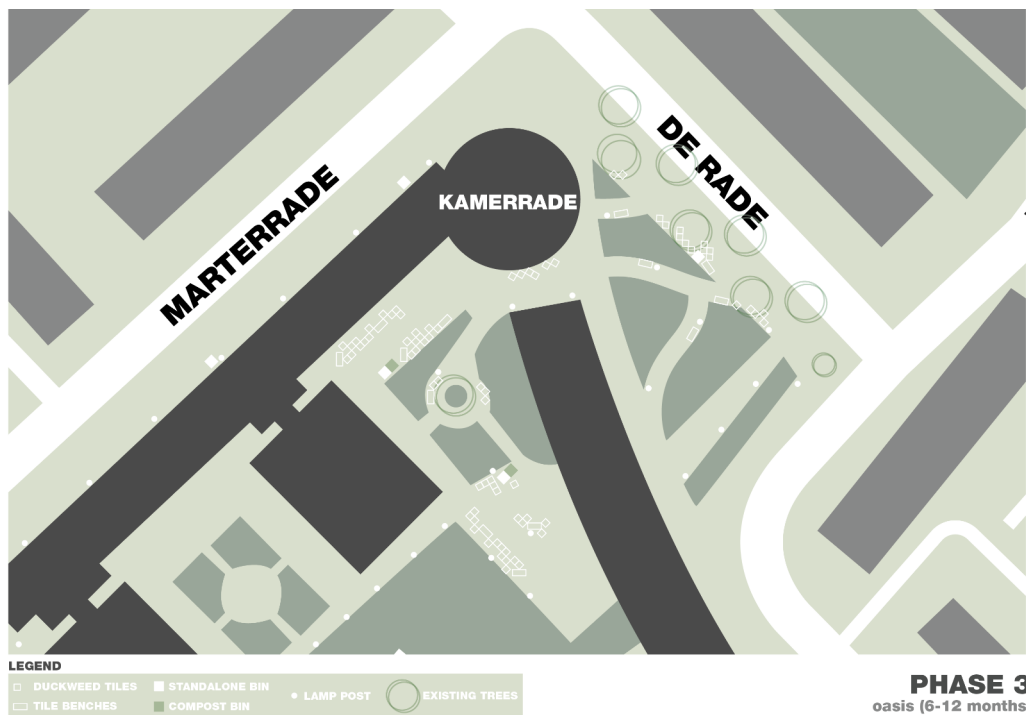 MARTERRADE
KAMERRADE
DE RADE
LEGEND
DUCKWEED TILES
STANDALONE BIN
LAMP POST
EXISTING TREES
TILE BENCHES
COMPOST BIN
PHASE 3
oasis (6-12 months